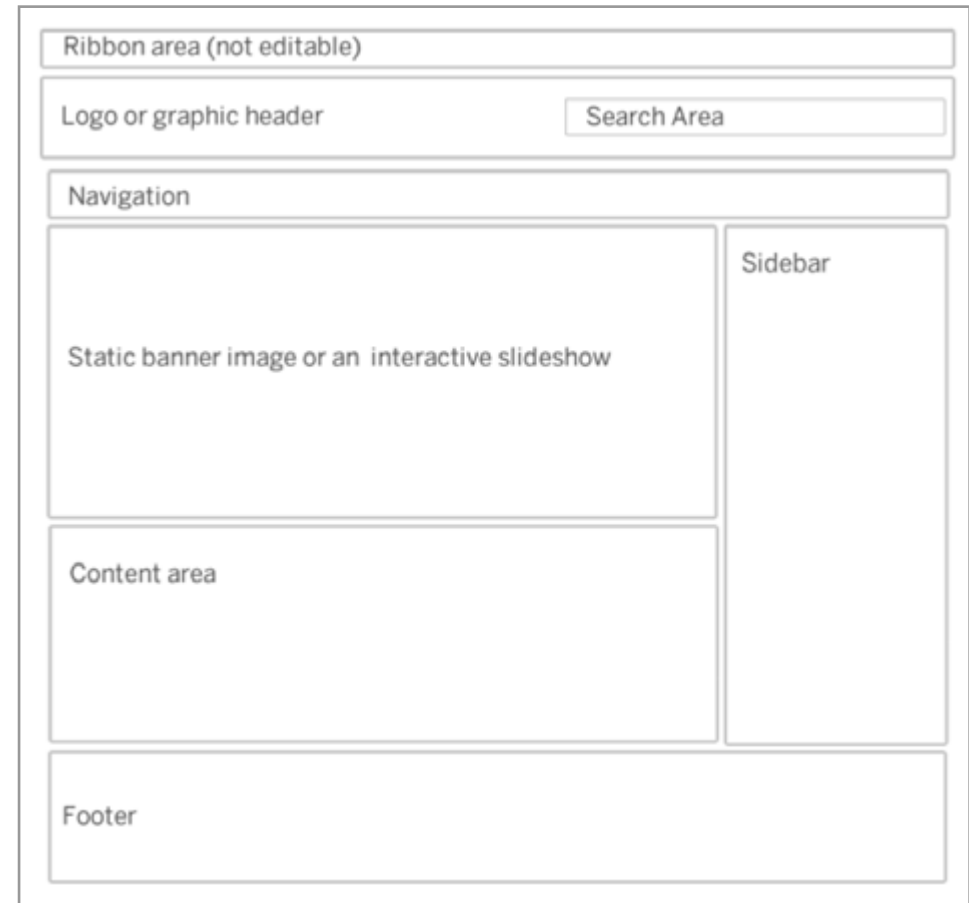 Ribbon area (not editable)
Logo or graphic header
Search Area
Navigation
Static banner image or an interactive slideshow
Sidebar
Content area
Footer